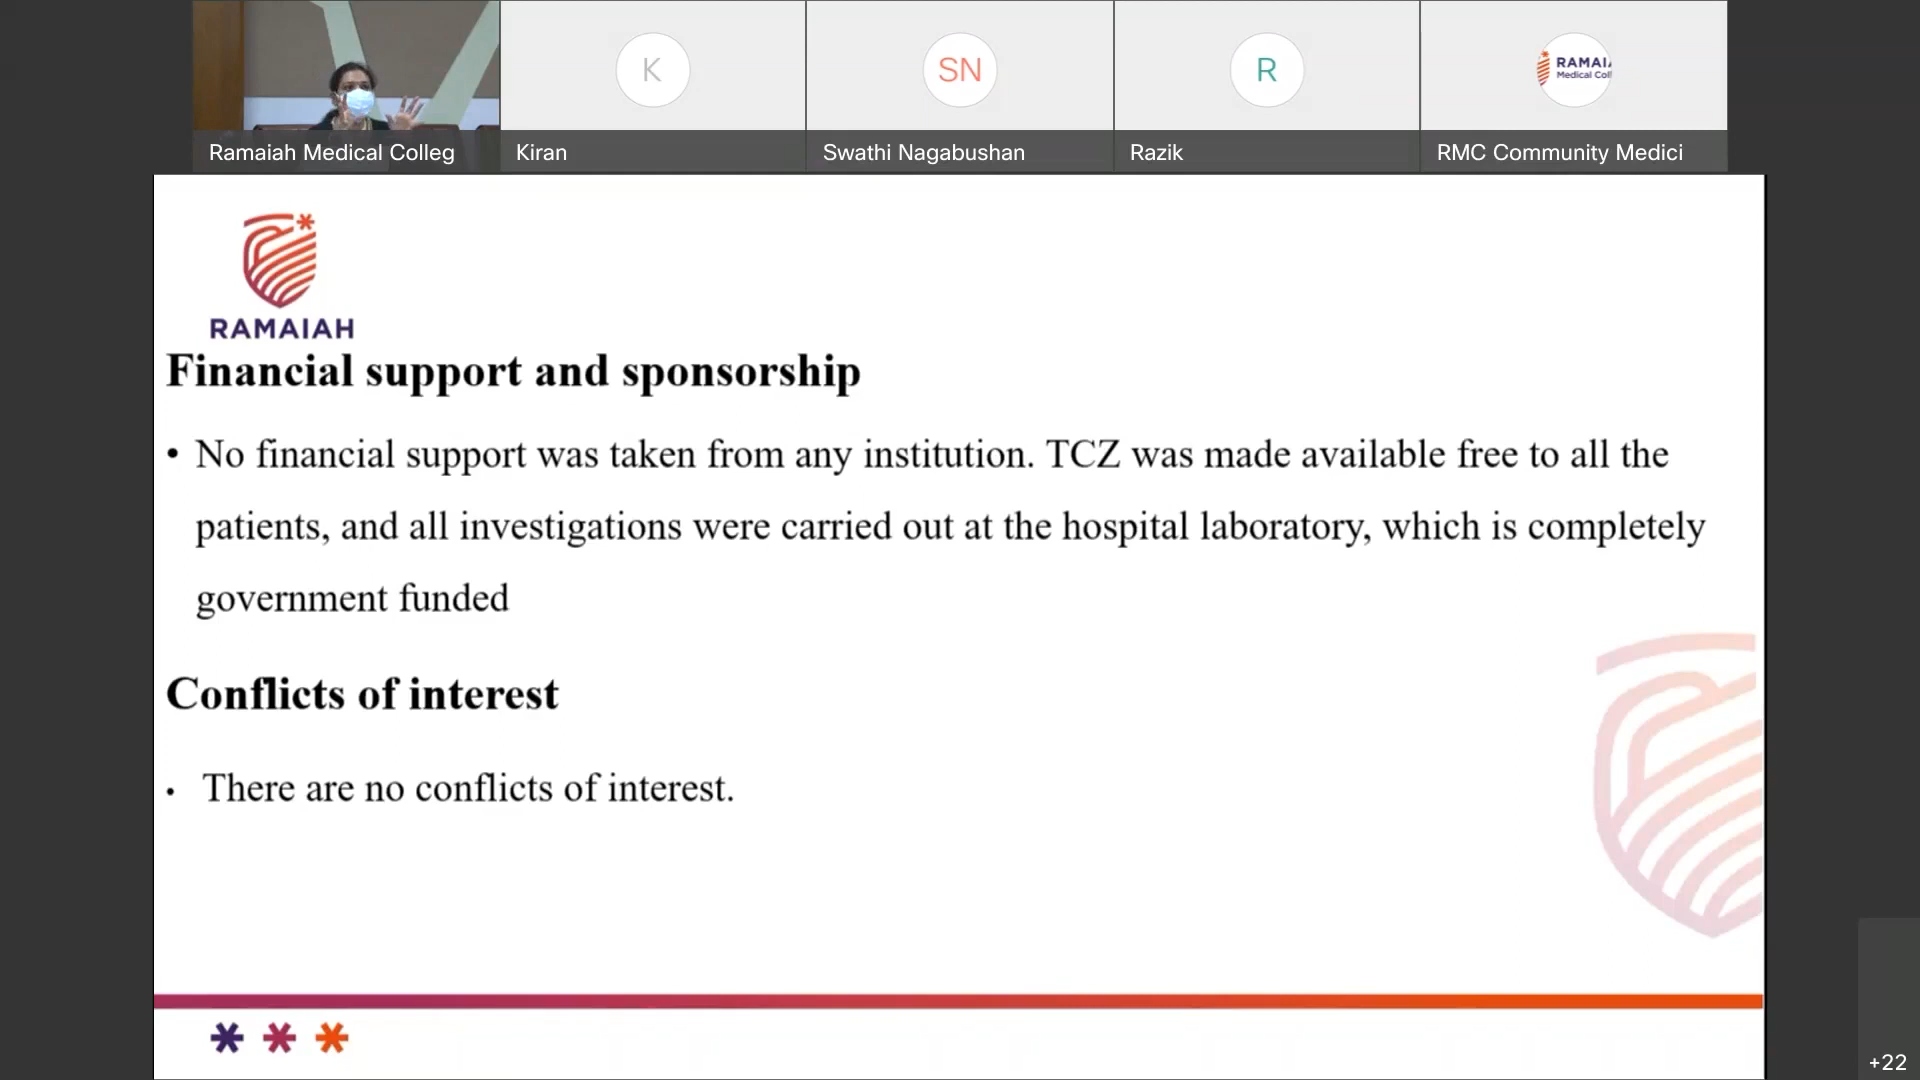 K
SN
R
RAMAI
Medical Coll
Ramaiah Medical Colleg
Kiran
Swathi Nagabushan
Razik
RMC Community Medici
RAMAIAH
Financial support and sponsorship
• No financial support was taken from any institution. TCZ was made available free to all the
patients, and all investigations were carried out at the hospital laboratory, which is completely
government funded
Conflicts of interest
• There are no conflicts of interest.
+22